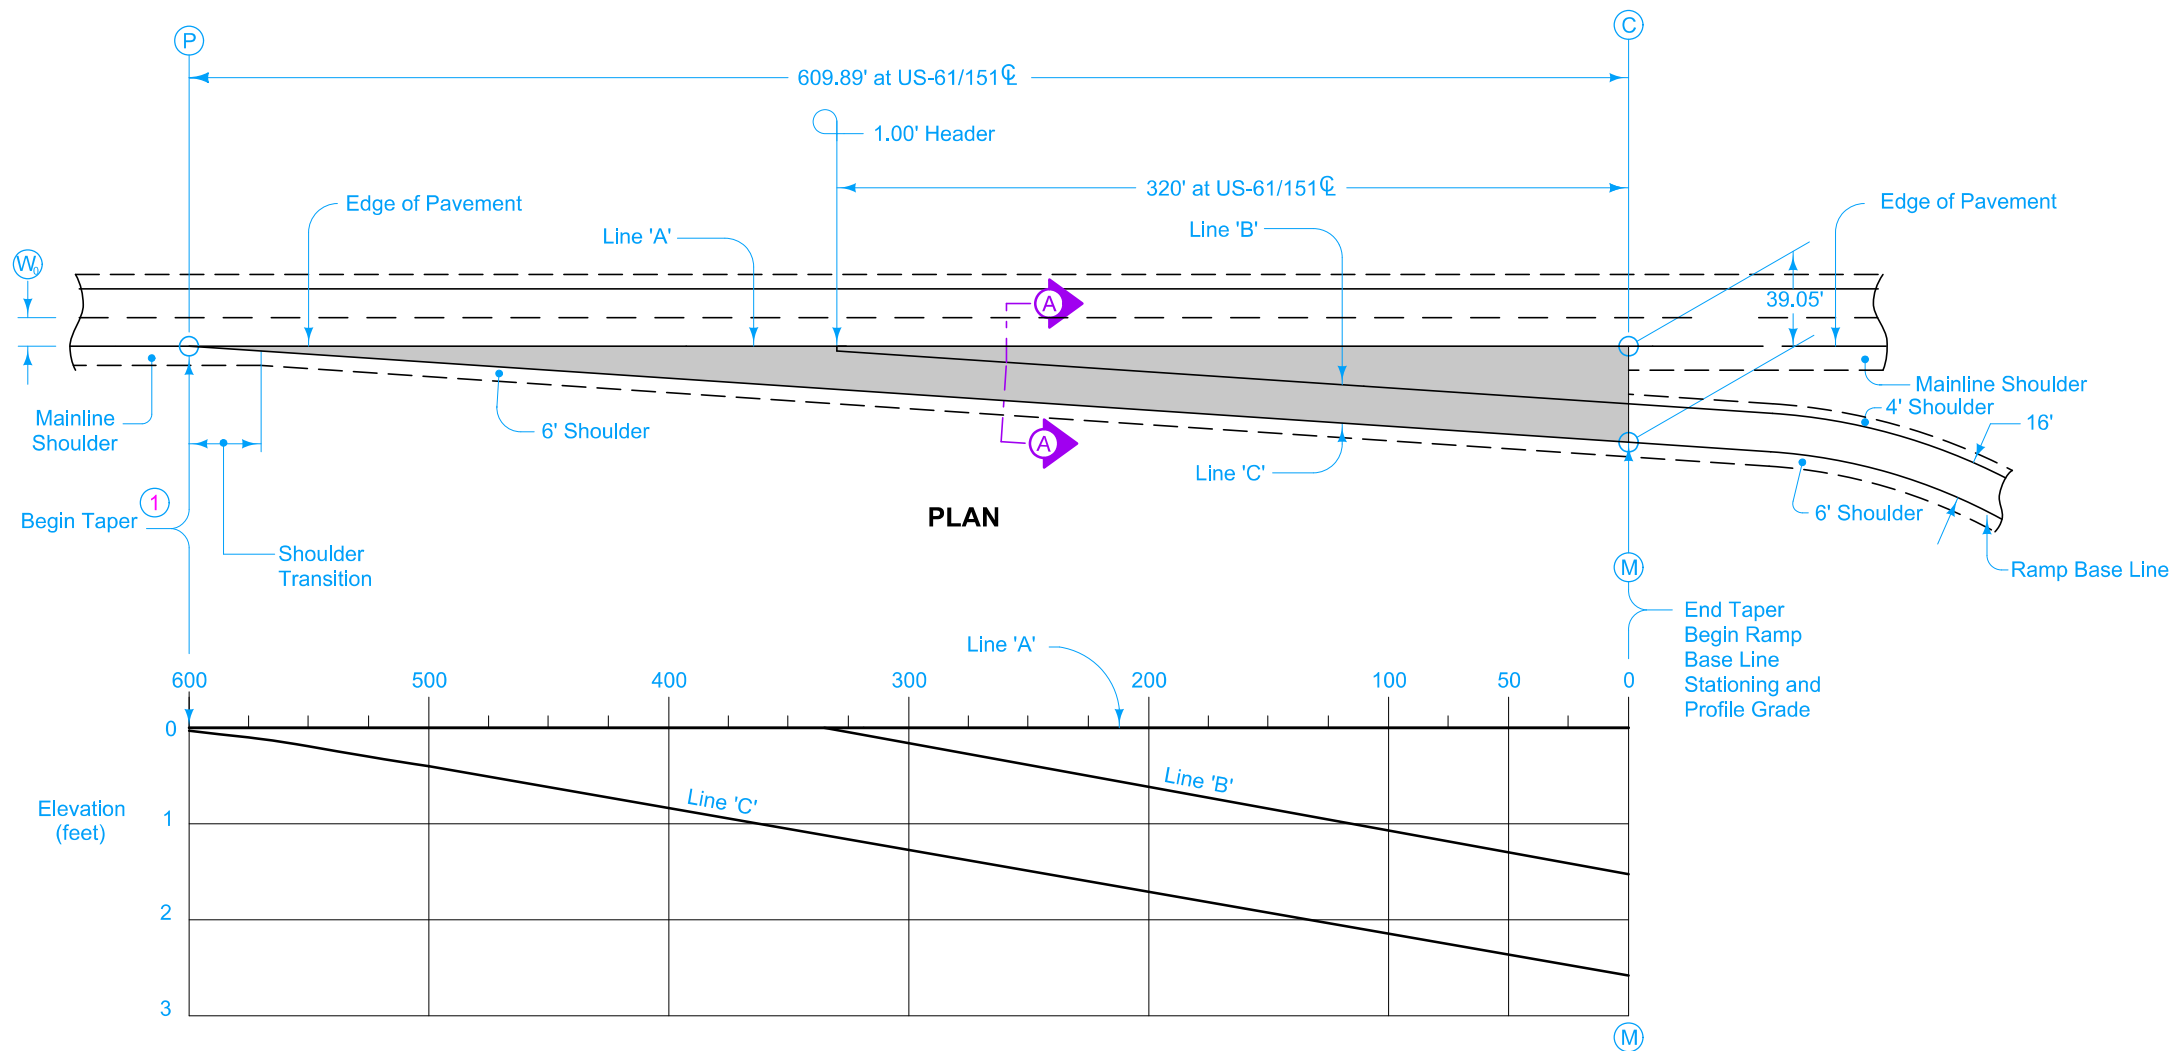 P
C
609.89' at US-61/151 ℄
1.00' Header
320' at US-61/151 ℄
Edge of Pavement
Line 'A'
Line 'B'
Edge of Pavement
W0
A
39.05'
Mainline
Shoulder
6' Shoulder
A
Line 'C'
Mainline Shoulder
4' Shoulder
16'
6' Shoulder
Begin Taper
1
PLAN
Shoulder
Transition
Ramp Base Line
M
End Taper
Begin Ramp
Base Line
Stationing and
Profile Grade
Line 'A'
600 500 400 300 200 100 50 0
0
Line 'B'
Line 'C'
Elevation
(feet)
1
2
3
M